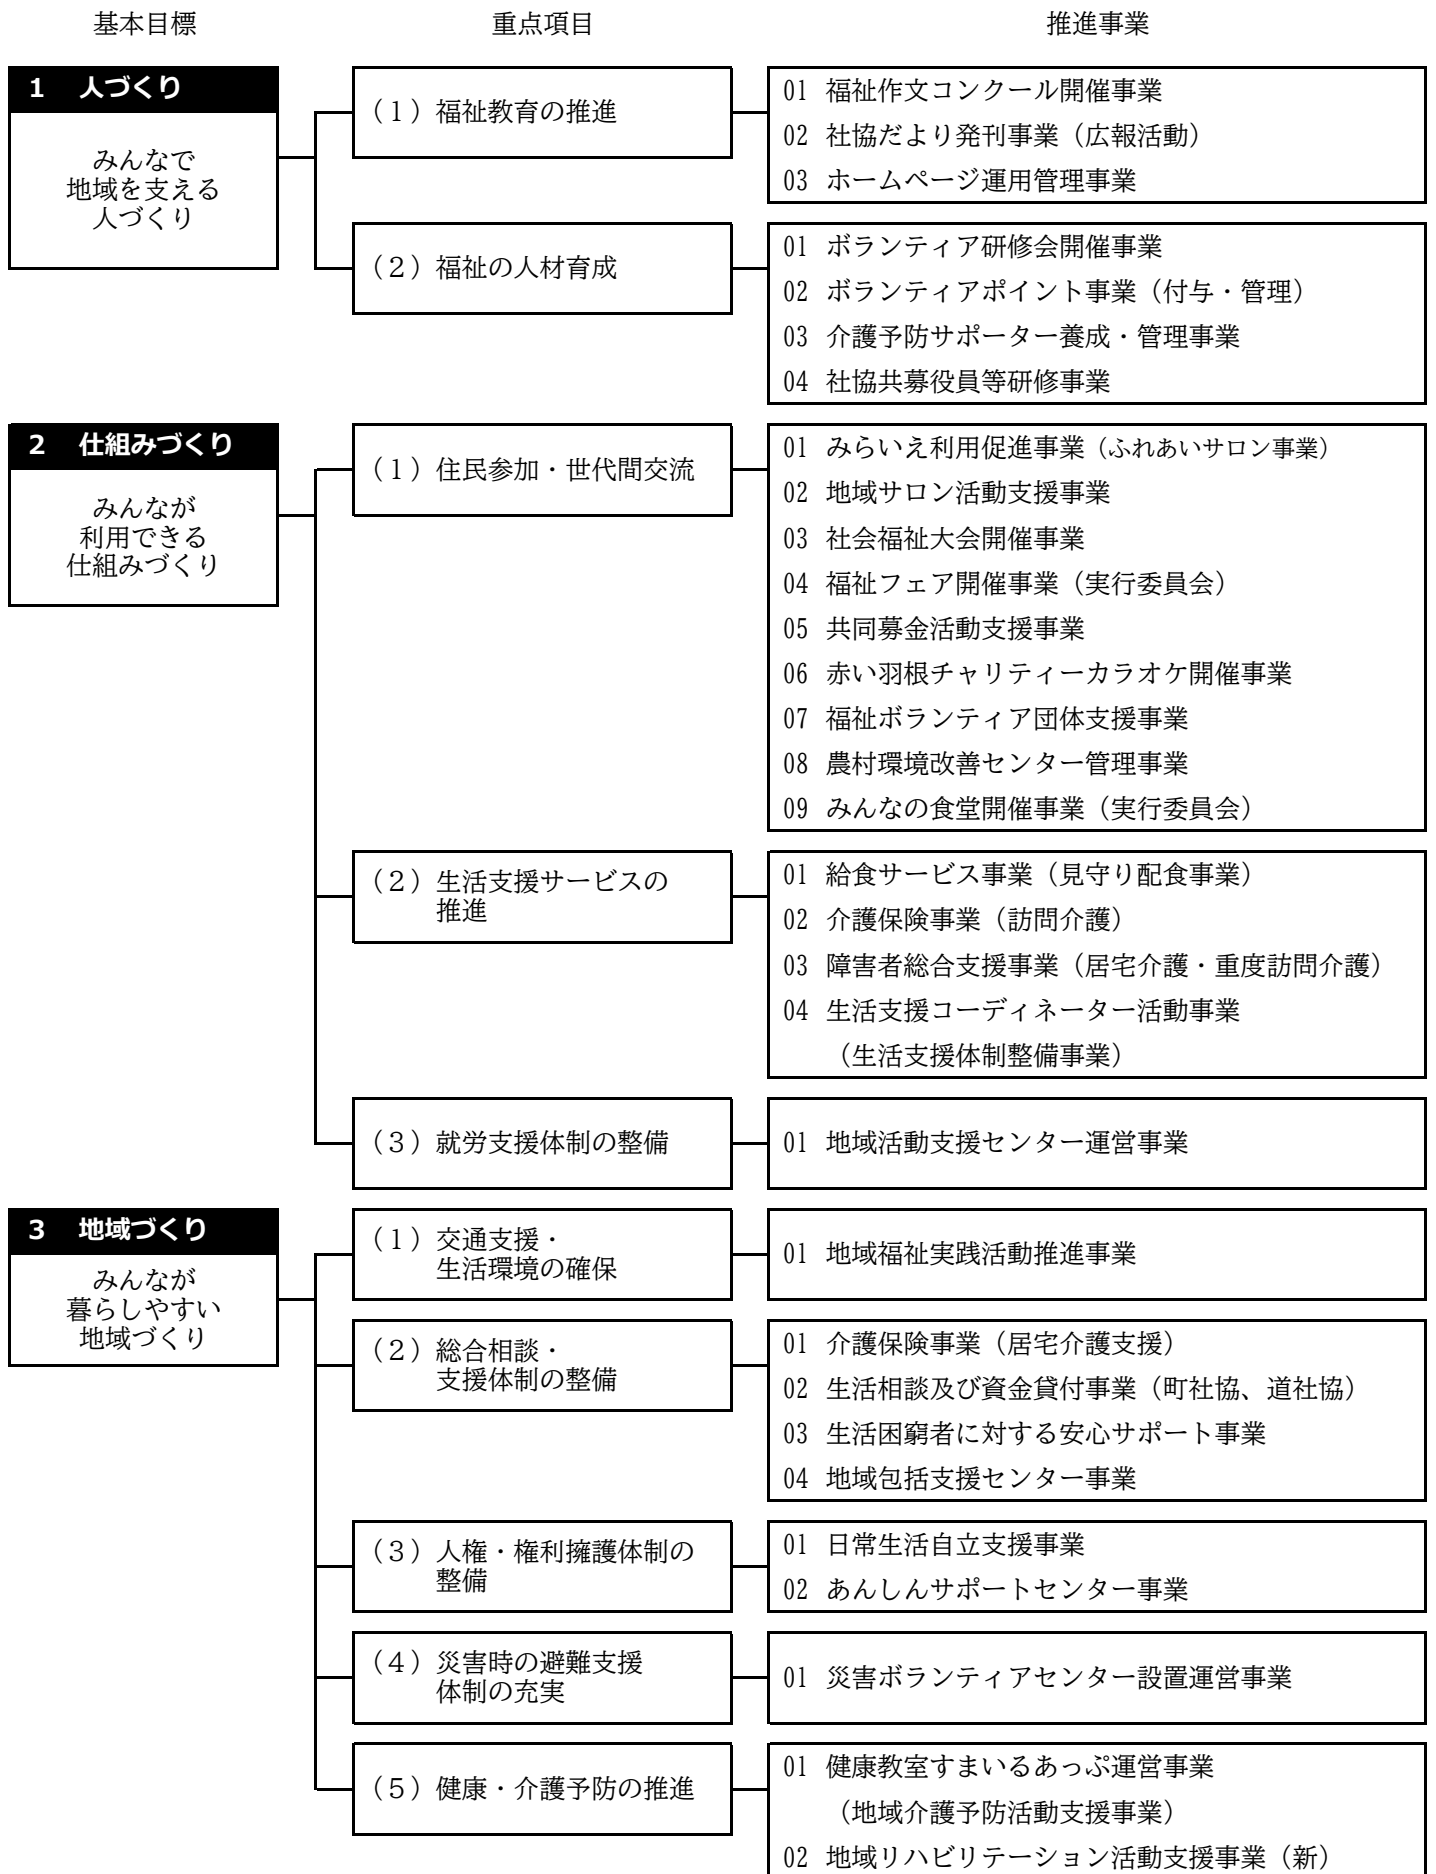 基本目標
重点項目
推進事業
1 人づくり
みんなで
地域を支える
人づくり
（１）福祉教育の推進
01 福祉作文コンクール開催事業
02 社協だより発刊事業（広報活動）
03 ホームページ運用管理事業
（２）福祉の人材育成
01 ボランティア研修会開催事業
02 ボランティアポイント事業（付与・管理）
03 介護予防サポーター養成・管理事業
04 社協共募役員等研修事業
2 仕組みづくり
みんなが
利用できる
仕組みづくり
（１）住民参加・世代間交流
01 みらいえ利用促進事業（ふれあいサロン事業）
02 地域サロン活動支援事業
03 社会福祉大会開催事業
04 福祉フェア開催事業（実行委員会）
05 共同募金活動支援事業
06 赤い羽根チャリティーカラオケ開催事業
07 福祉ボランティア団体支援事業
08 農村環境改善センター管理事業
09 みんなの食堂開催事業（実行委員会）
（２）生活支援サービスの
推進
01 給食サービス事業（見守り配食事業）
02 介護保険事業（訪問介護）
03 障害者総合支援事業（居宅介護・重度訪問介護）
04 生活支援コーディネーター活動事業
（生活支援体制整備事業）
（３）就労支援体制の整備
01 地域活動支援センター運営事業
3 地域づくり
みんなが
暮らしやすい
地域づくり
（１）交通支援・
生活環境の確保
01 地域福祉実践活動推進事業
（２）総合相談・
支援体制の整備
01 介護保険事業（居宅介護支援）
02 生活相談及び資金貸付事業（町社協、道社協）
03 生活困窮者に対する安心サポート事業
04 地域包括支援センター事業
（３）人権・権利擁護体制の
整備
01 日常生活自立支援事業
02 あんしんサポートセンター事業
（４）災害時の避難支援
体制の充実
01 災害ボランティアセンター設置運営事業
（５）健康・介護予防の推進
01 健康教室すまいるあっぷ運営事業
（地域介護予防活動支援事業）
02 地域リハビリテーション活動支援事業（新）